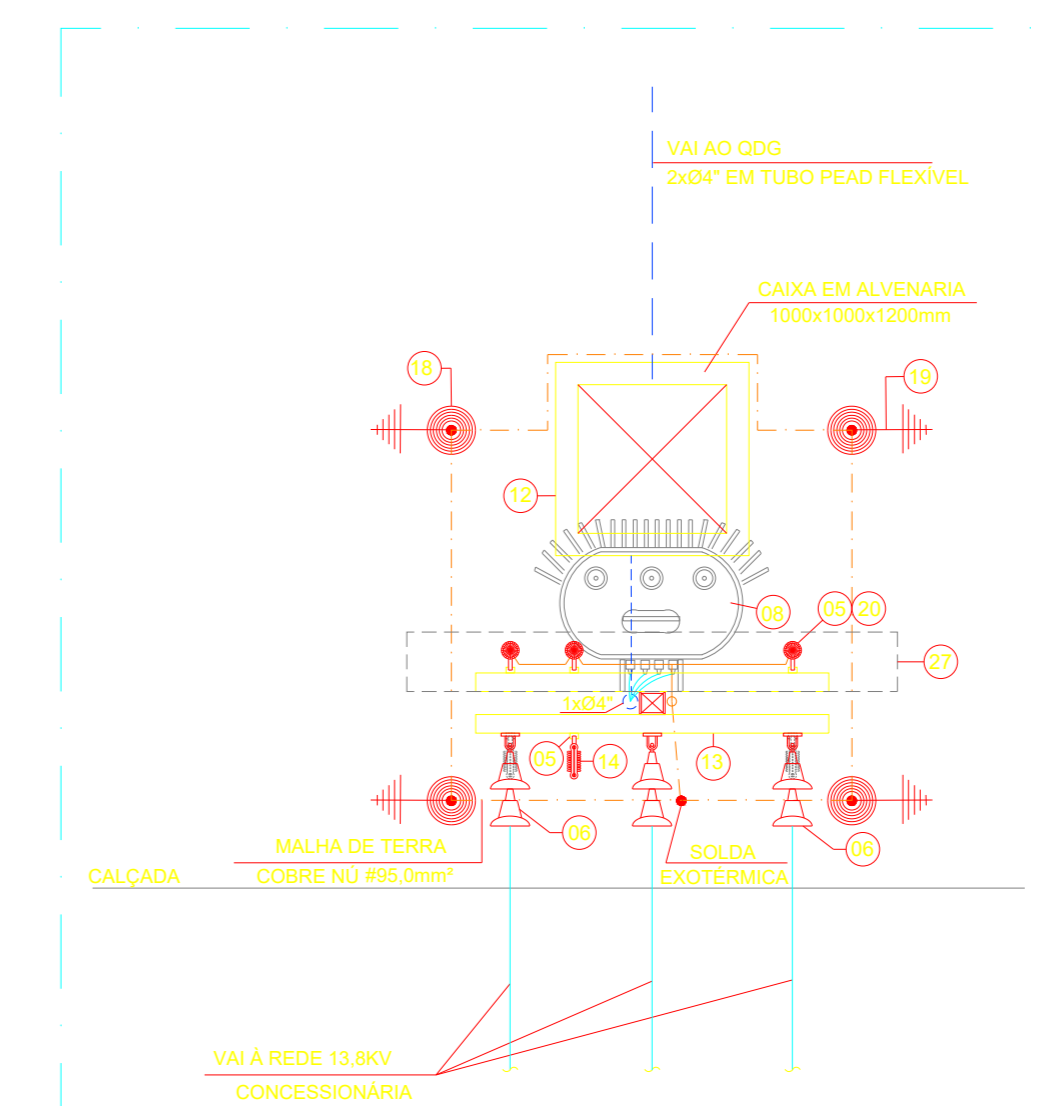 VAI AO QDG
2xØ4" EM TUBO PEAD FLEXÍVEL
CAIXA EM ALVENARIA
1000x1000x1200mm
18
19
12
08
05
20
27
1xØ4"
05
14
13
06
06
MALHA DE TERRA
COBRE NÚ #95,0mm²
SOLDA
EXOTÉRMICA
CALÇADA
VAI À REDE 13,8KV
CONCESSIONÁRIA